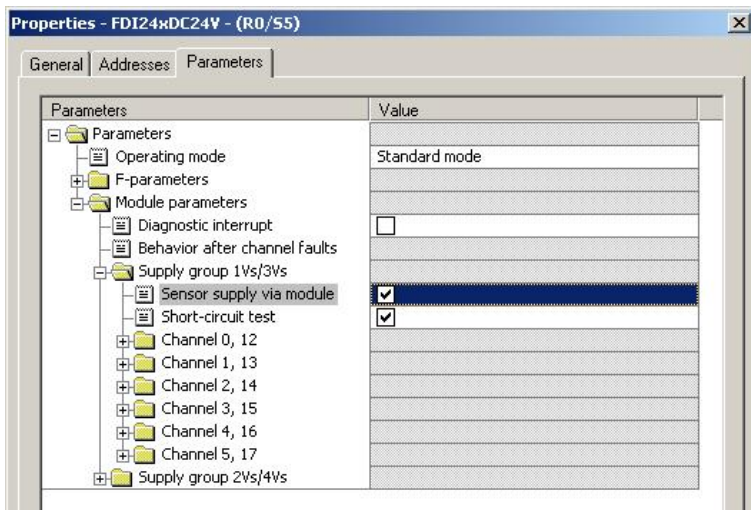 Properties - FDI24xDC24V - (R0/S5)
General Addresses Parameters
Parameters Value
Parameters
Operating mode Standard mode
F-parameters
Module parameters
Diagnostic interrupt
Behavior after channel faults
Supply group 1Vs/3Vs
Sensor supply via module
Short-circuit test
Channel 0, 12
Channel 1, 13
Channel 2, 14
Channel 3, 15
Channel 4, 16
Channel 5, 17
Supply group 2Vs/4Vs